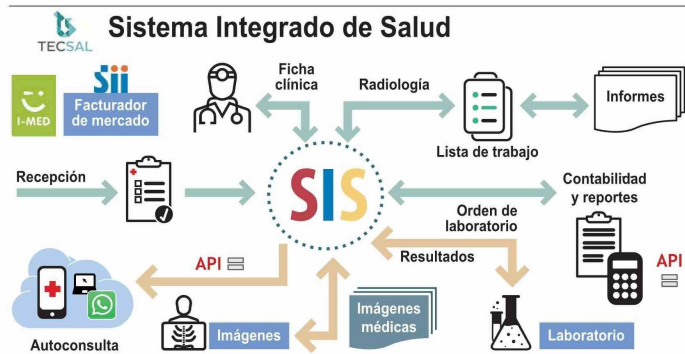 TECSAL
Sistema Integrado de Salud
I-MED
Sii
Facturador
de mercado
Ficha
clínica
Radiología
Lista de trabajo
Informes
Recepción
SIS
Contabilidad
y reportes
Orden de
laboratorio
Resultados
API
API
Autoconsulta
Imágenes
Imágenes
médicas
Laboratorio